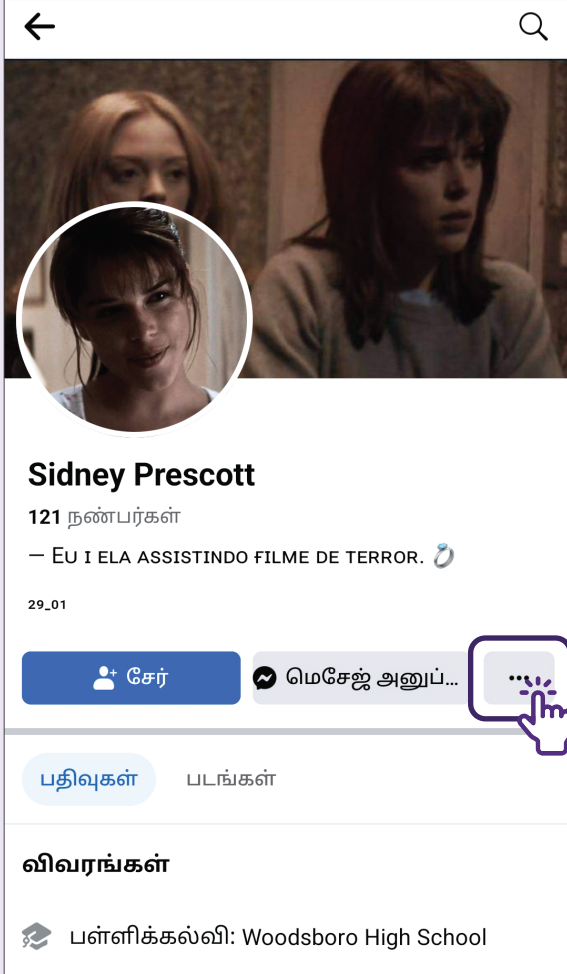 Sidney Prescott
121 நண்பர்கள்
— Eu i ela assistindo filme de terror. 💍
29_01
சேர்
மெசேஜ் அனுப்...
பதிவுகள் படங்கள்
விவரங்கள்
பள்ளிக்கல்வி: Woodsboro High School